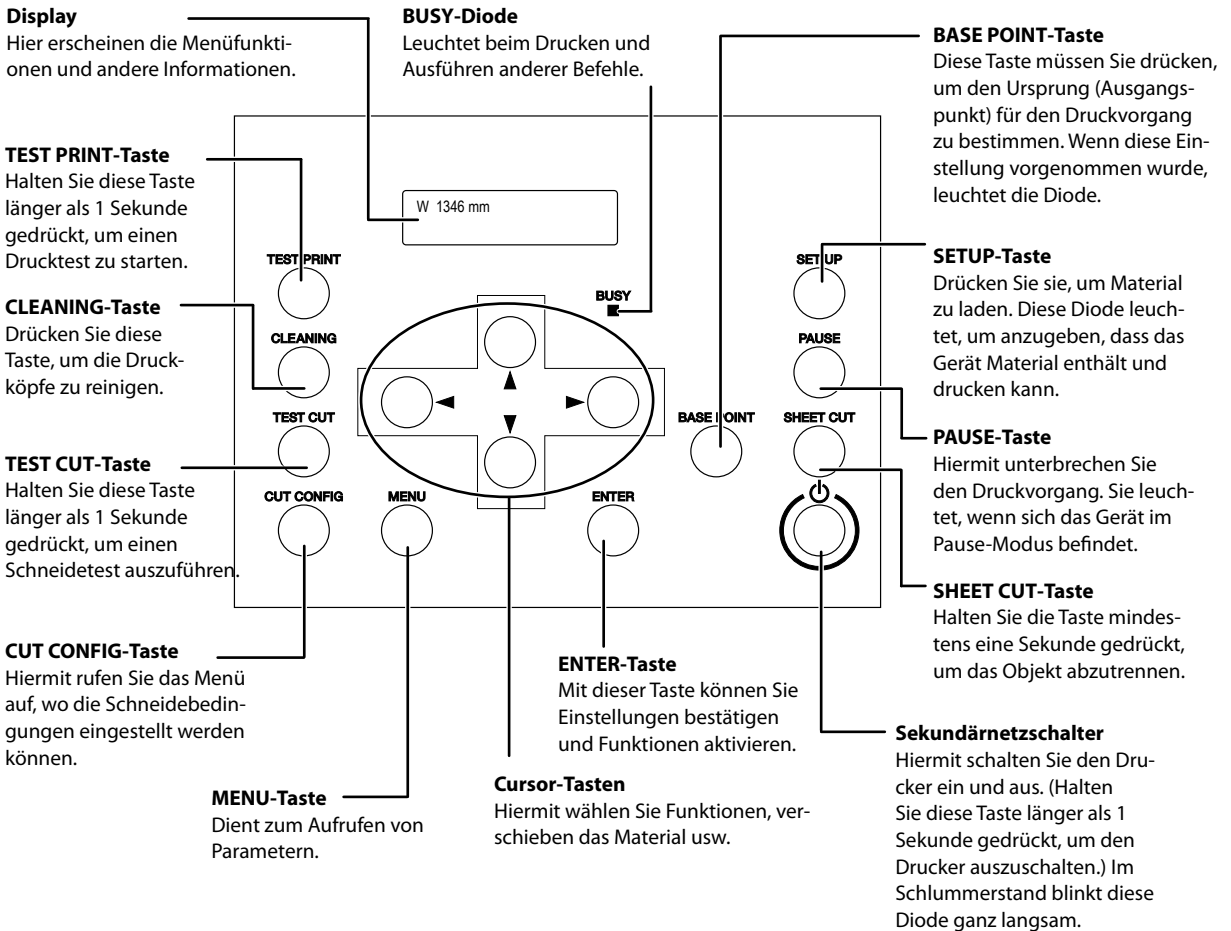 Display
Hier erscheinen die Menüfunkti-
onen und andere Informationen.
BUSY-Diode
Leuchtet beim Drucken und
Ausführen anderer Befehle.
BASE POINT-Taste
Diese Taste müssen Sie drücken,
um den Ursprung (Ausgangs-
punkt) für den Druckvorgang
zu bestimmen. Wenn diese Ein-
stellung vorgenommen wurde,
leuchtet die Diode.
TEST PRINT-Taste
Halten Sie diese Taste
länger als 1 Sekunde
gedrückt, um einen
Drucktest zu starten.
CLEANING-Taste
Drücken Sie diese
Taste, um die Druck-
köpfe zu reinigen.
TEST CUT-Taste
Halten Sie diese Taste
länger als 1 Sekunde
gedrückt, um einen
Schneidetest auszuführen.
CUT CONFIG-Taste
Hiermit rufen Sie das Menü
auf, wo die Schneidebedin-
gungen eingestellt werden
können.
W 1346 mm
TEST PRINT
SETUP
BUSY
CLEANING
PAUSE
TEST CUT
BASE POINT
SHEET CUT
CUT CONFIG
MENU
ENTER
SETUP-Taste
Drücken Sie sie, um Material
zu laden. Diese Diode leuch-
tet, um anzugeben, dass das
Gerät Material enthält und
drucken kann.
PAUSE-Taste
Hiermit unterbrechen Sie
den Druckvorgang. Sie leuch-
tet, wenn sich das Gerät im
Pause-Modus befindet.
SHEET CUT-Taste
Halten Sie die Taste mindes-
tens eine Sekunde gedrückt,
um das Objekt abzutrennen.
MENU-Taste
Dient zum Aufrufen von
Parametern.
Cursor-Tasten
Hiermit wählen Sie Funktionen, ver-
schieben das Material usw.
ENTER-Taste
Mit dieser Taste können Sie
Einstellungen bestätigen
und Funktionen aktivieren.
Sekundärnetzschalter
Hiermit schalten Sie den Dru-
cker ein und aus. (Halten
Sie diese Taste länger als 1
Sekunde gedrückt, um den
Drucker auszuschalten.) Im
Schlummerstand blinkt diese
Diode ganz langsam.